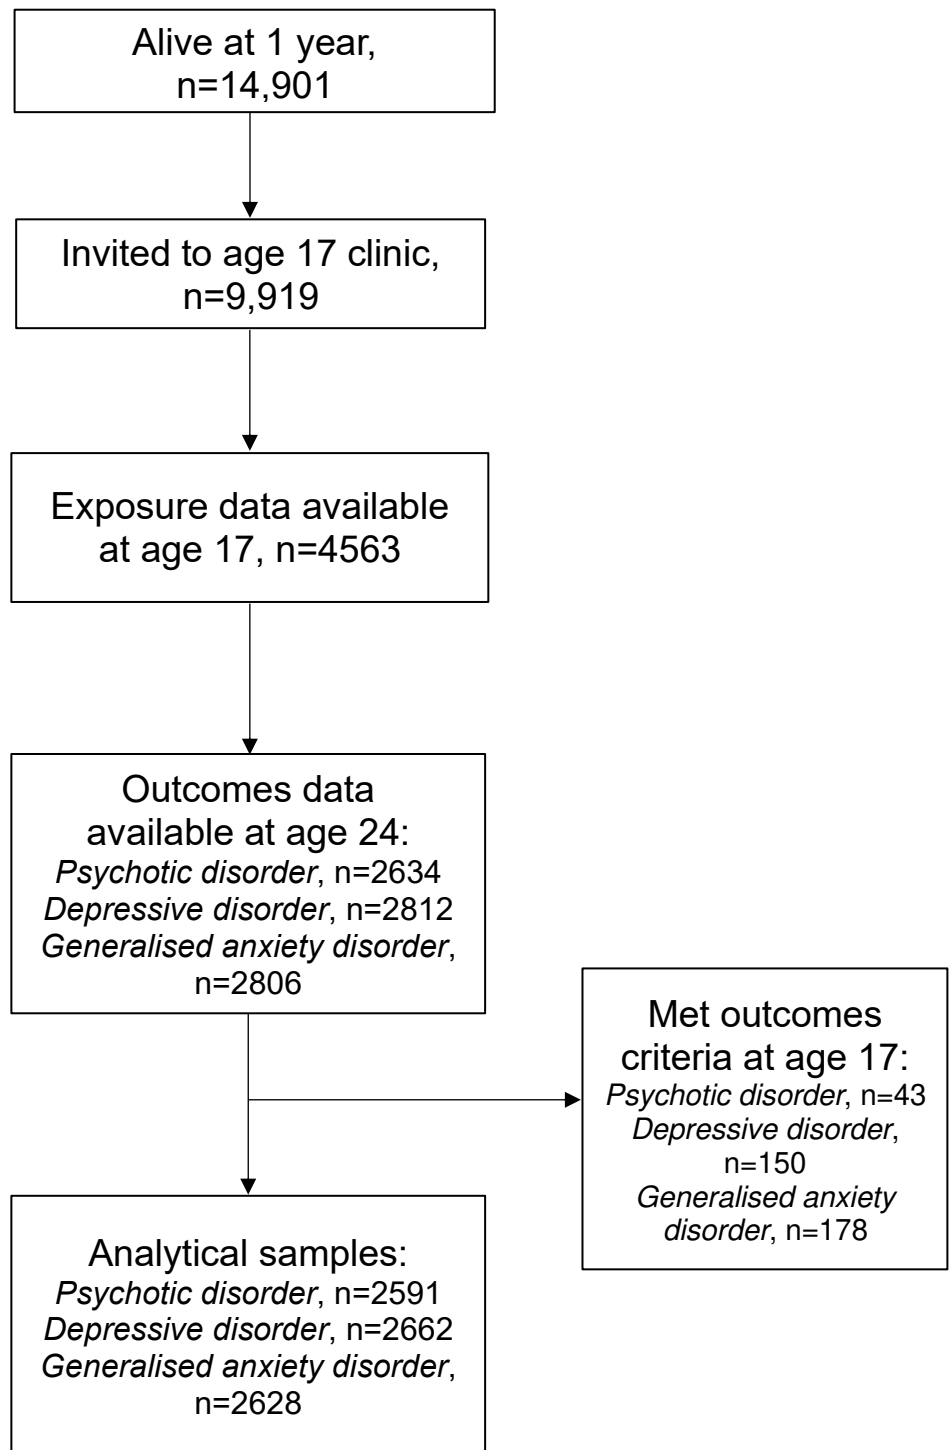 Alive at 1 year,
n=14,901
Invited to age 17 clinic,
n=9,919
Exposure data available
at age 17, n=4563
Outcomes data
available at age 24:
Psychotic disorder, n=2634
Depressive disorder, n=2812
Generalised anxiety disorder,
n=2806
Met outcomes
criteria at age 17:
Psychotic disorder, n=43
Depressive disorder,
n=150
Generalised anxiety
disorder, n=178
Analytical samples:
Psychotic disorder, n=2591
Depressive disorder, n=2662
Generalised anxiety disorder,
n=2628